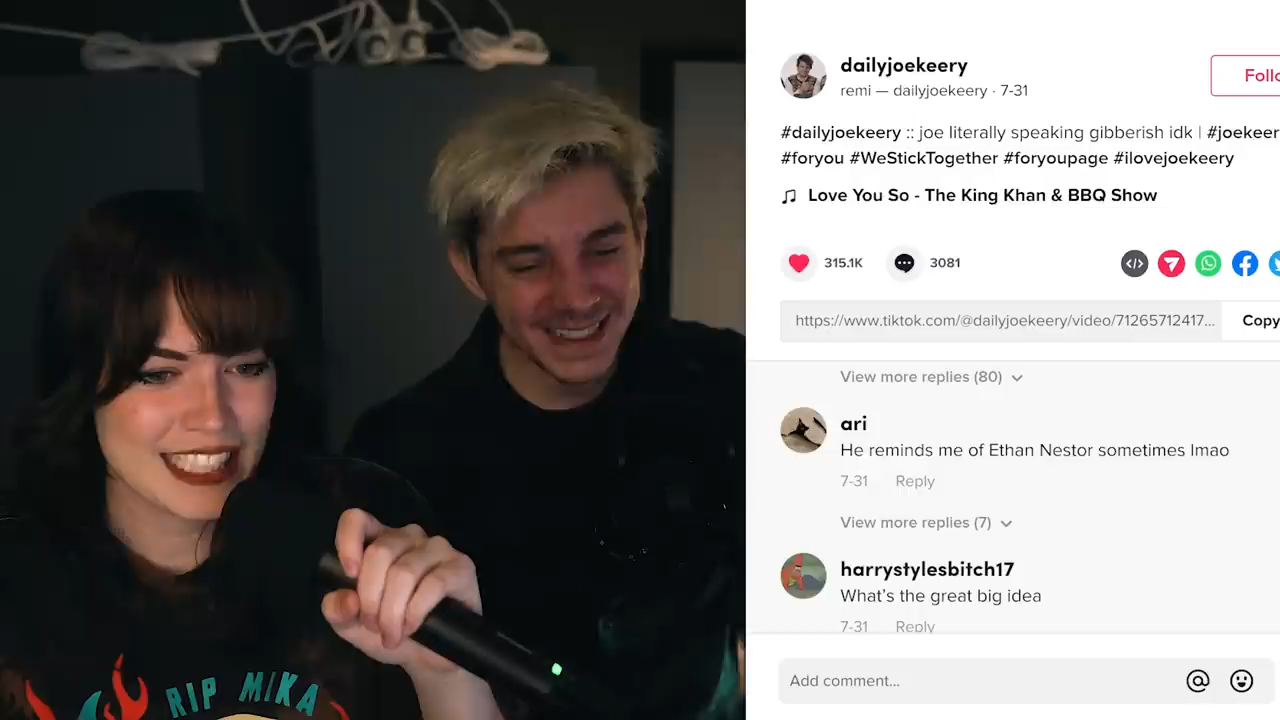 dailyjoekeery
remi — dailyjoekeery · 7-31
Follo
#dailyjoekeery :: joe literally speaking gibberish idk | #joekeer
#foryou #WeStickTogether #foryoupage #ilovejoekeery
Love You So - The King Khan & BBQ Show
315.1K
3081
https://www.tiktok.com/@dailyjoekeery/video/71265712417...
Copy
View more replies (80)
ari
He reminds me of Ethan Nestor sometimes lmao
7-31 Reply
View more replies (7)
harrystylesbitch17
What's the great big idea
7-31 Reply
Add comment...
RIP MIKA